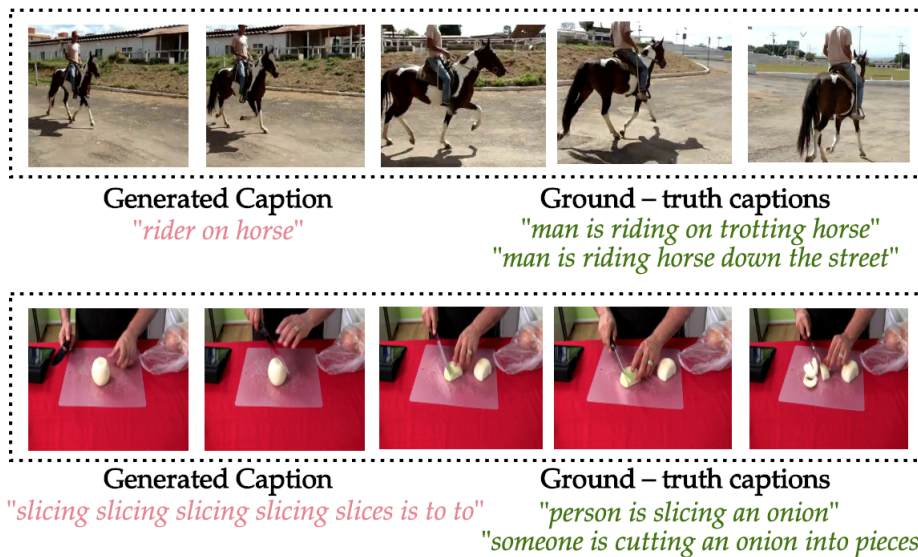 Generated Caption
"rider on horse"
Ground – truth captions
"man is riding on trotting horse"
"man is riding horse down the street"
Generated Caption
"slicing slicing slicing slicing slices is to to"
Ground – truth captions
"person is slicing an onion"
"someone is cutting an onion into pieces